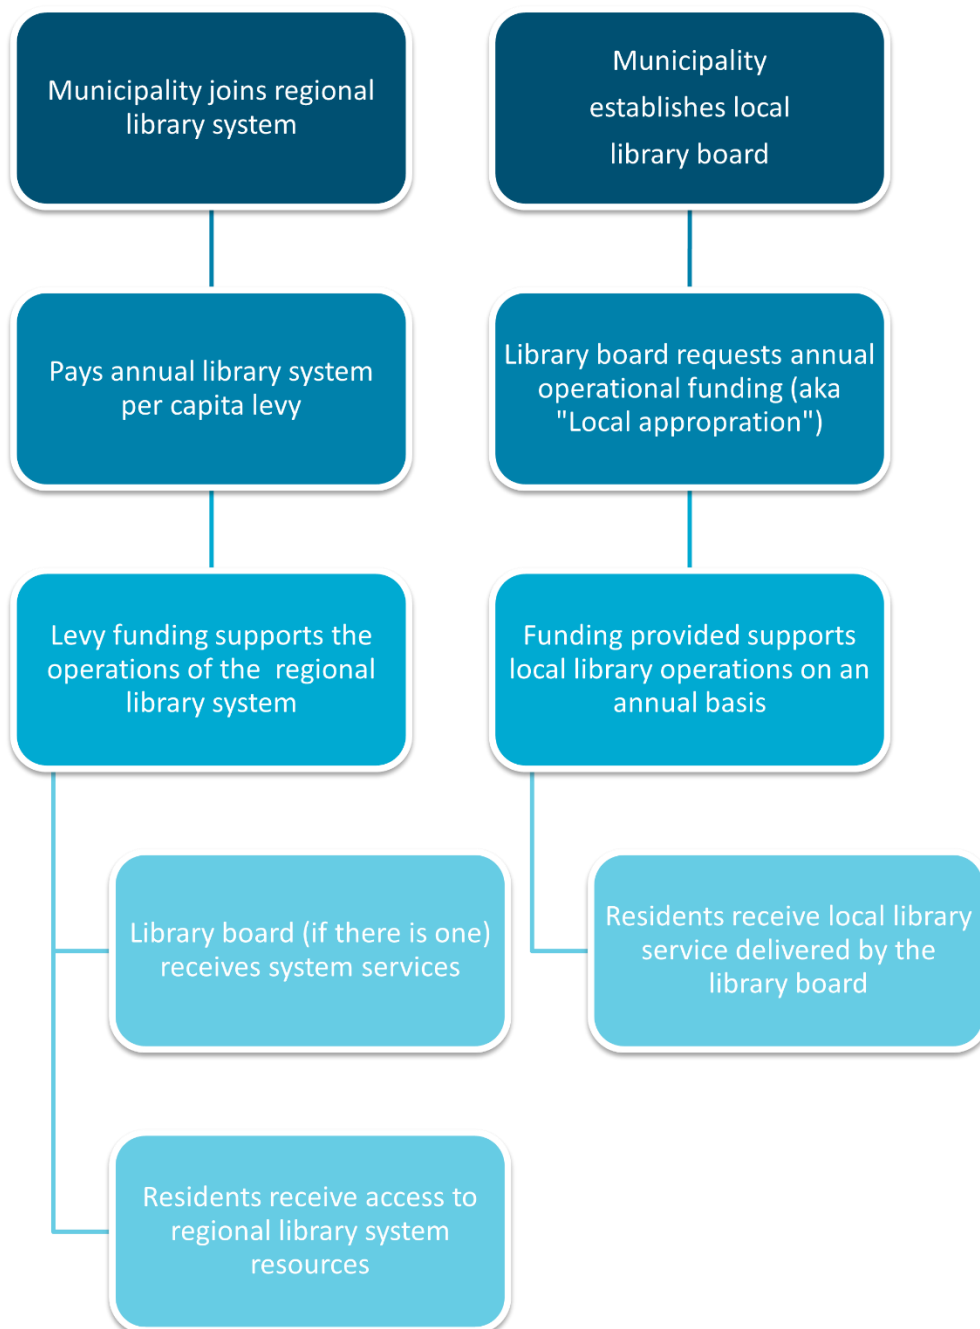 Municipality joins regional
library system
Pays annual library system
per capita levy
Levy funding supports the
operations of the  regional
library system
Library board (if there is one)
receives system services
Residents receive access to
regional library system
resources
Municipality
establishes local
library board
Library board requests annual
operational funding (aka
"Local appropration")
Funding provided supports
local library operations on an
annual basis
Residents receive local library
service delivered by the
library board